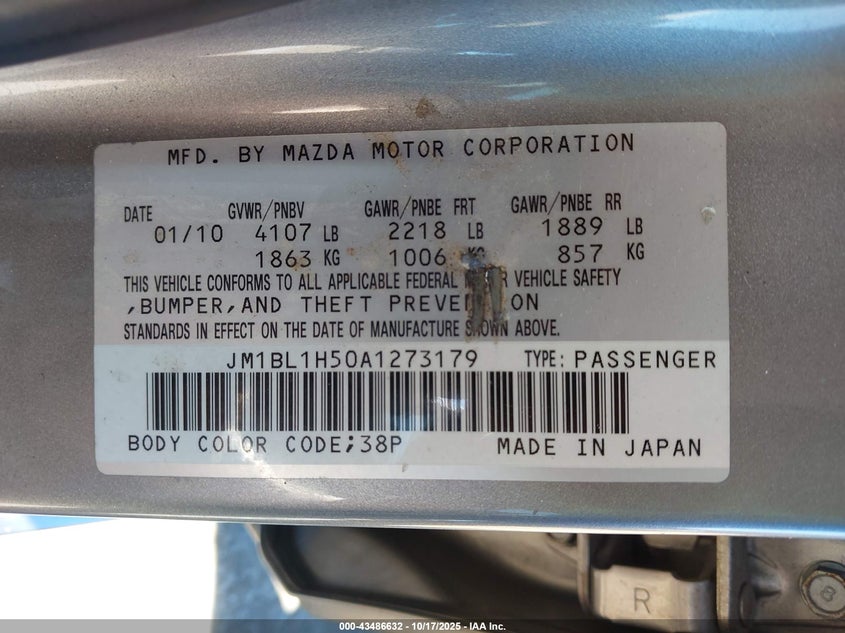 MFD. BY MAZDA MOTOR CORPORATION
DATE GVWR/PNBV GAWR/PNBE FRT GAWR/PNBE RR
01/10 4107 LB 2218 LB 1889 LB
1863 KG 1006 KG 857 KG
THIS VEHICLE CONFORMS TO ALL APPLICABLE FEDERAL VEHICLE SAFETY
,BUMPER,AND THEFT
STANDARDS IN EFFECT ON THE DATE OF MANUFACTURE SHOWN ABOVE.
JM1BL1H50A1273179 TYPE: PASSENGER
BODY COLOR CODE;38P MADE IN JAPAN
R
8
000-43486632 - 10/17/2025 - IAA Inc.